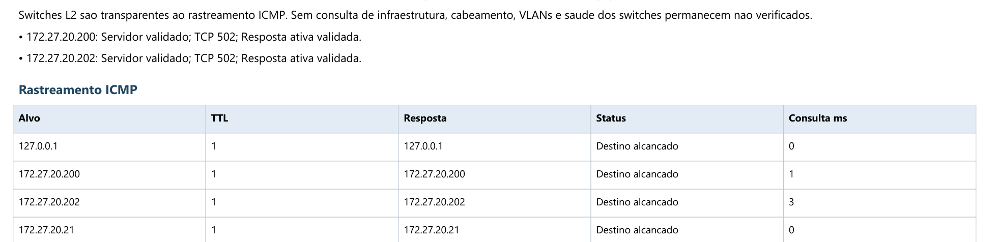 Switches L2 sao transparentes ao rastreamento ICMP. Sem consulta de infraestrutura, cabeamento, VLANs e saude dos switches permanecem nao verificados.
• 172.27.20.200: Servidor validado; TCP 502; Resposta ativa validada.
• 172.27.20.202: Servidor validado; TCP 502; Resposta ativa validada.
Rastreamento ICMP
Alvo TTL Resposta Status Consulta ms
127.0.0.1 1 127.0.0.1 Destino alcancado 0
172.27.20.200 1 172.27.20.200 Destino alcancado 1
172.27.20.202 1 172.27.20.202 Destino alcancado 3
172.27.20.21 1 172.27.20.21 Destino alcancado 0